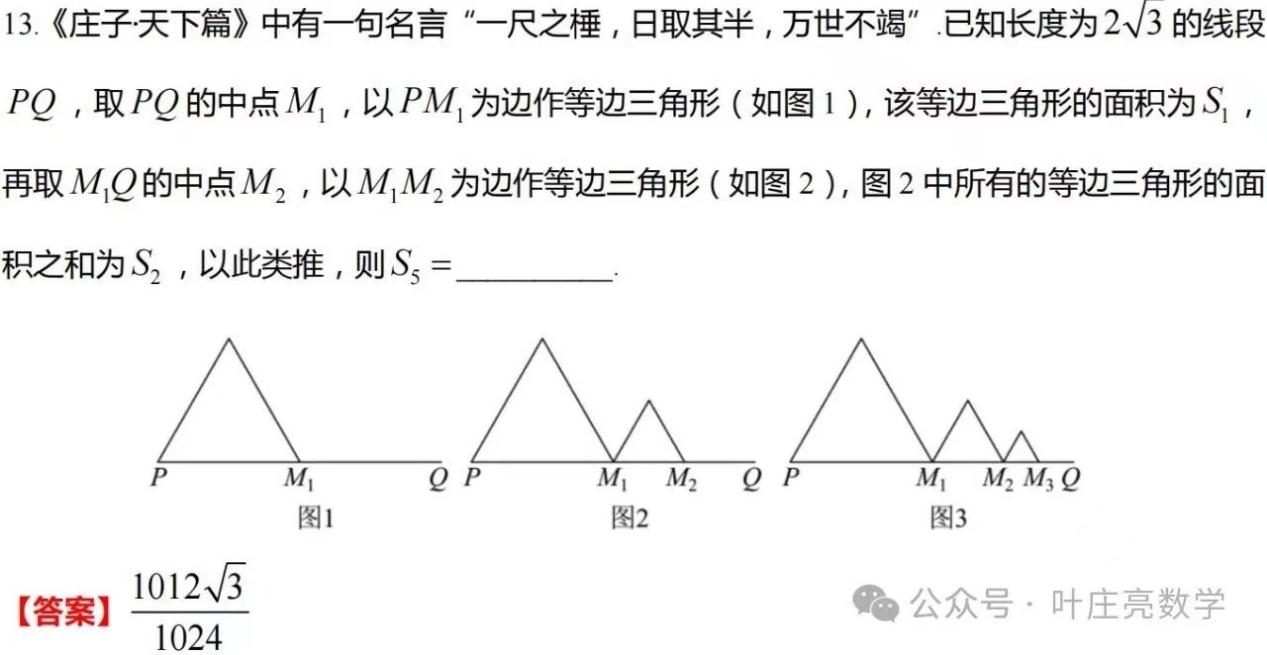 13.《庄子·天下篇》中有一句名言“一尺之棰，日取其半，万世不竭”.已知长度为2√3的线段
PQ，取PQ的中点M₁，以PM₁为边作等边三角形（如图1），该等边三角形的面积为S₁，
再取M₁Q的中点M₂，以M₁M₂为边作等边三角形（如图2），图2中所有的等边三角形的面
积之和为S₂，以此类推，则S₅=__________.
P M₁ Q P M₁ M₂ Q P M₁ M₂ M₃ Q
图1 图2 图3
【答案】1012√3/1024
公众号·叶庄亮数学